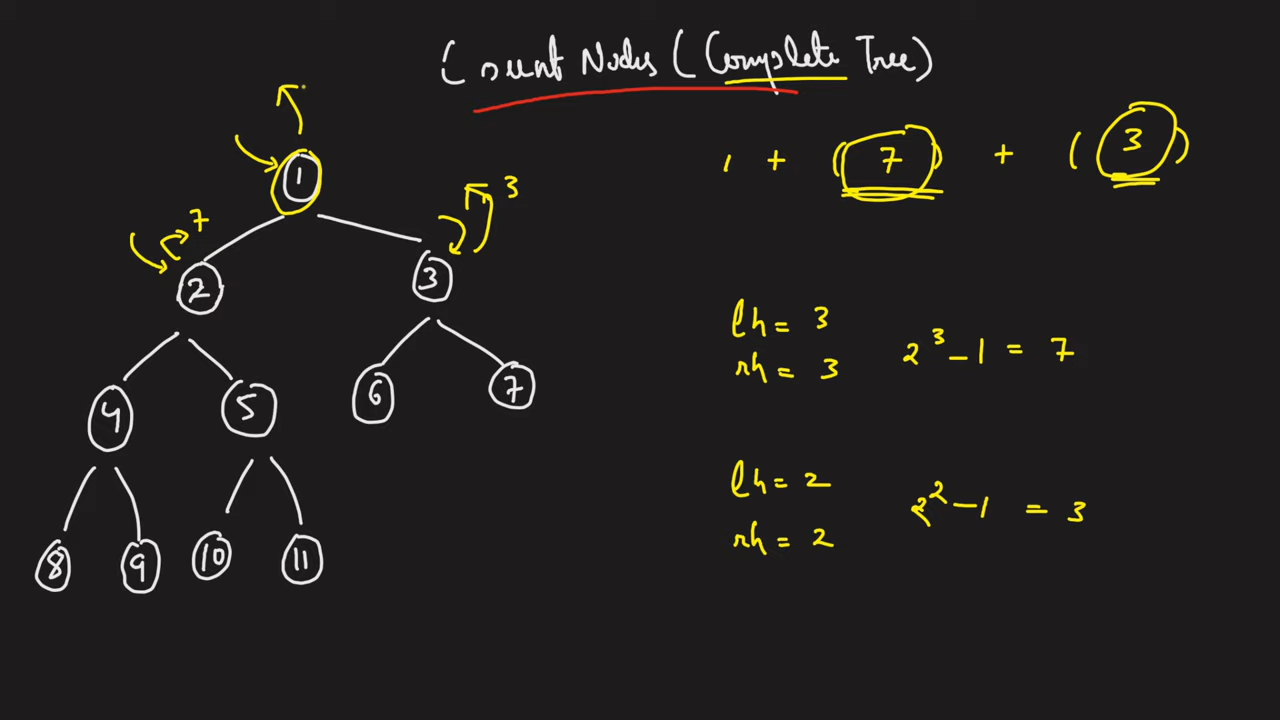 Count Nodes (Complete Tree)
1 + (7) + (3)
1
7
3
2
3
lh = 3
rh = 3
2³ - 1 = 7
4
5
6
7
lh = 2
rh = 2
2² - 1 = 3
8
9
10
11